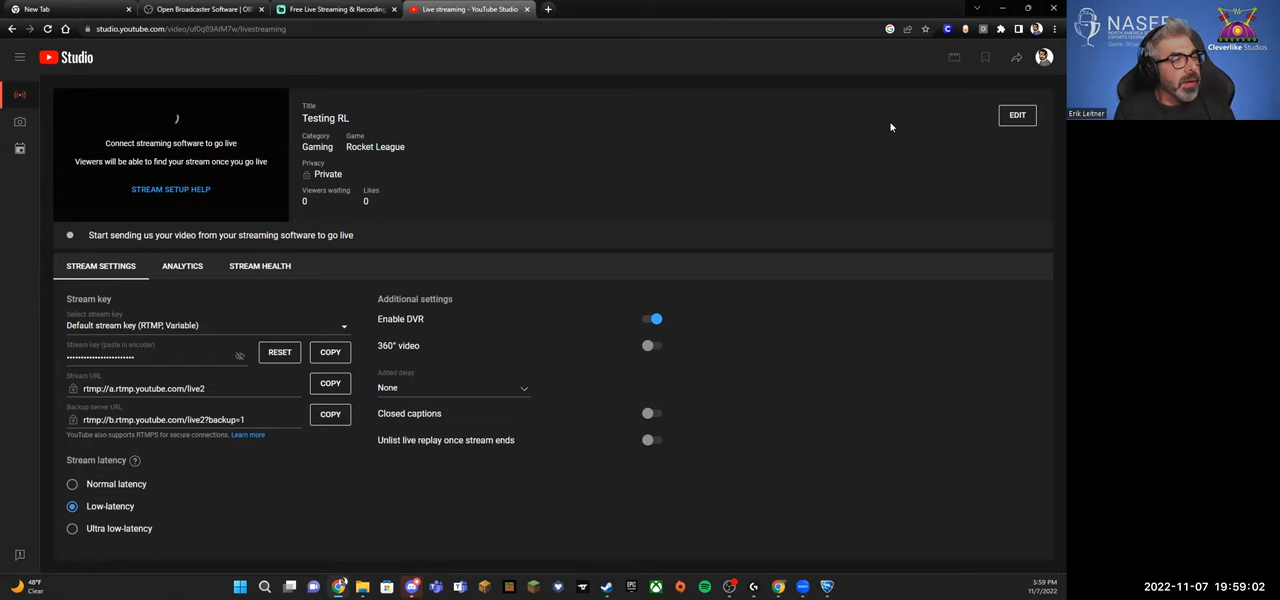 New Tab
Open Broadcaster Software | O
Free Live Streaming & Recording
Live streaming - YouTube Studio
studio.youtube.com/video/uf0q89AIM7w/livestreaming
Studio
NASEF
NORTH AMERICA SCHOLASTIC
ESPORTS FEDERATION
Cleverlike Studios
Erik Leitner
Connect streaming software to go live
Viewers will be able to find your stream once you go live
STREAM SETUP HELP
Title
Testing RL
Category
Game
Gaming
Rocket League
Privacy
Private
Viewers waiting
Likes
0
0
EDIT
Start sending us your video from your streaming software to go live
STREAM SETTINGS
ANALYTICS
STREAM HEALTH
Stream key
Select stream key
Default stream key (RTMP, Variable)
Stream key (paste in encoder)
RESET
COPY
Stream URL
rtmp://a.rtmp.youtube.com/live2
COPY
Backup server URL
rtmp://b.rtmp.youtube.com/live2?backup=1
COPY
YouTube also supports RTMPS for secure connections. Learn more
Stream latency
Normal latency
Low-latency
Ultra low-latency
Additional settings
Enable DVR
360° video
Added delay
None
Closed captions
Unlist live replay once stream ends
48°F
Clear
5:59 PM
11/7/2022
2022-11-07 19:59:02